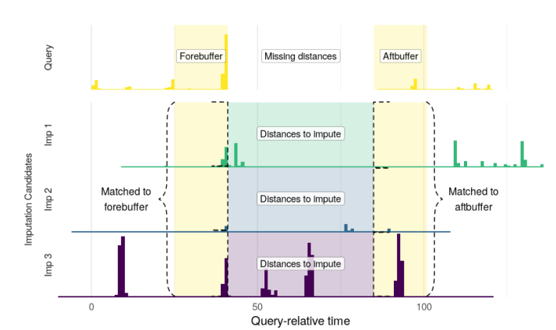 Query
Forebuffer
Missing distances
Aftbuffer
Imputation Candidates
Imp 1
Distances to impute
Matched to
forebuffer
Imp 2
Distances to impute
Matched to
aftbuffer
Imp 3
Distances to impute
0
50
100
Query-relative time